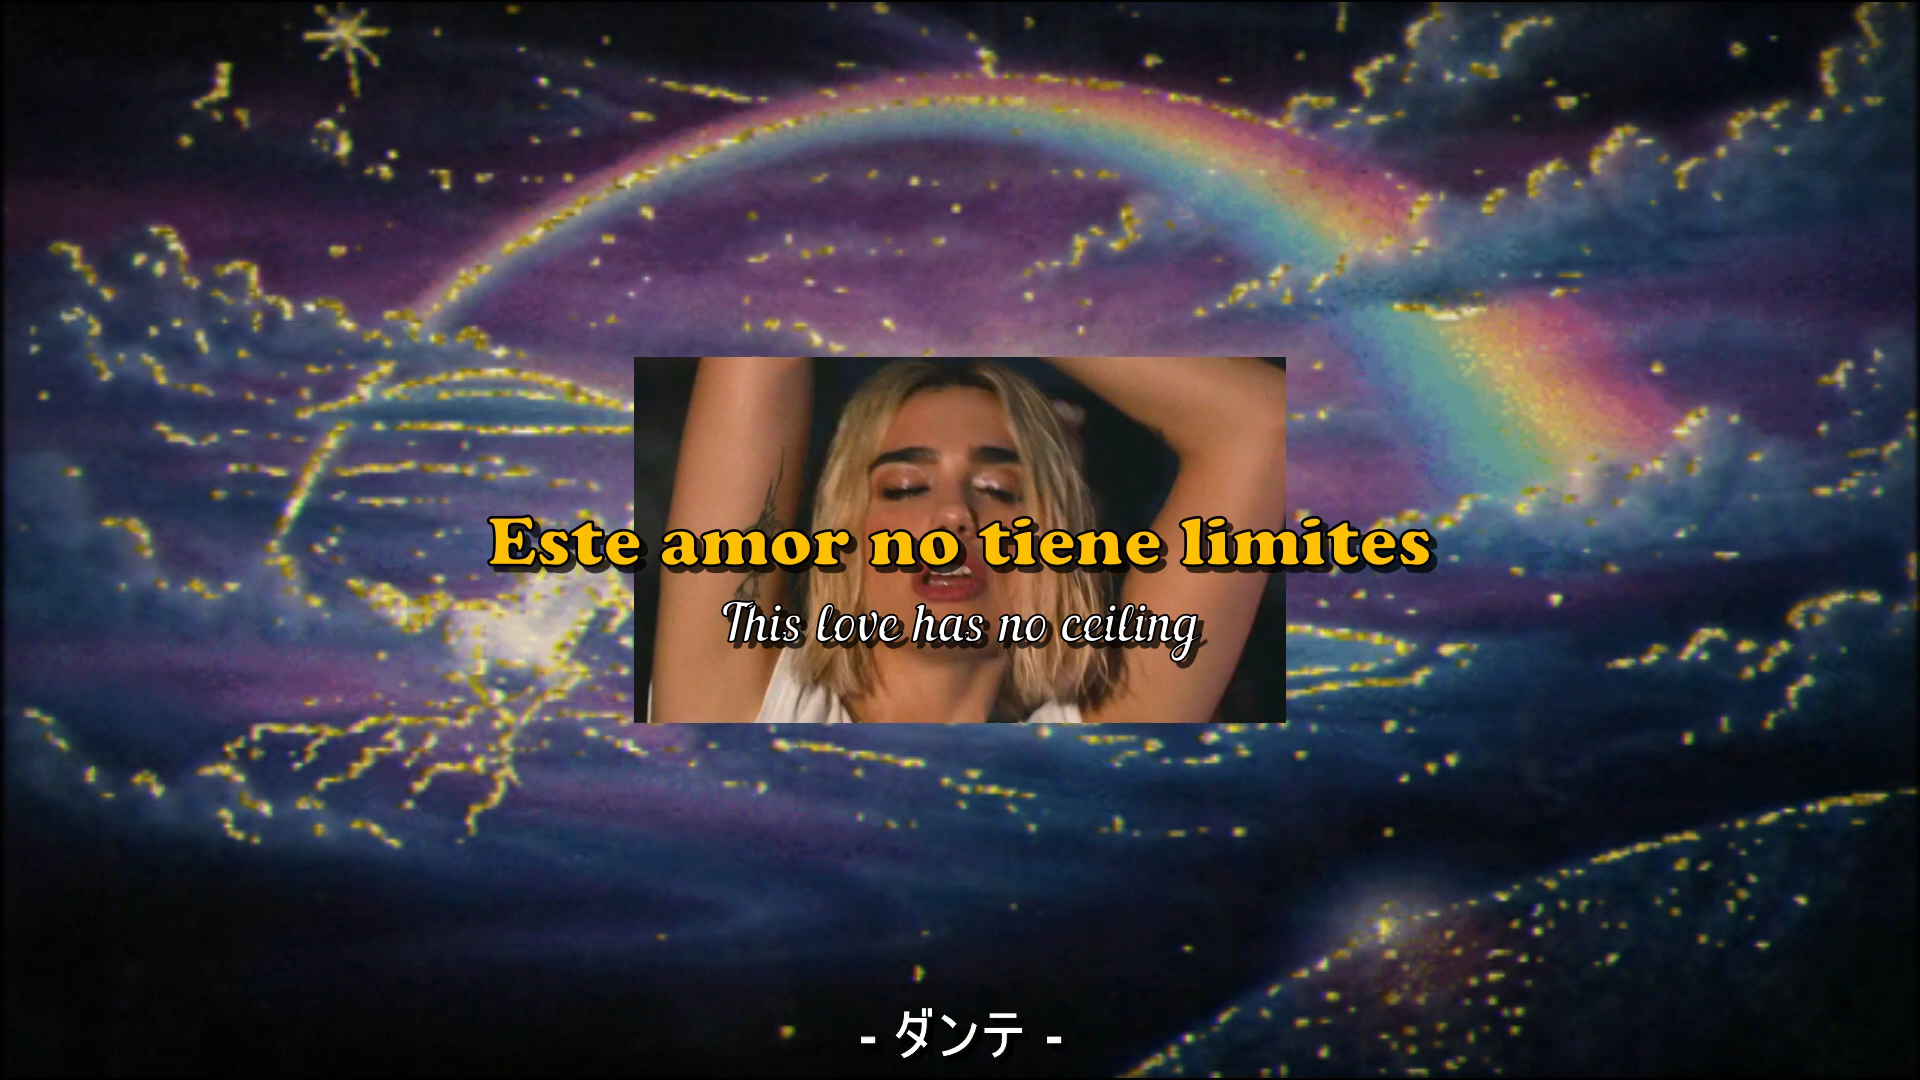 Este amor no tiene limites
This love has no ceiling
- ダンテ -